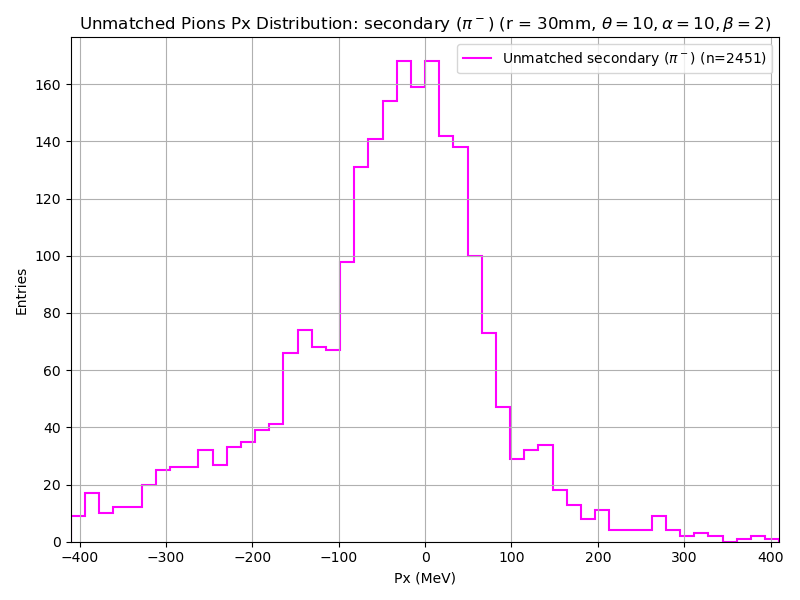 Unmatched Pions Px Distribution: secondary (π⁻) (r = 30mm, θ = 10, α = 10, β = 2)
Unmatched secondary (π⁻) (n=2451)
160
140
120
100
80
60
40
20
0
Entries
−400 −300 −200 −100 0 100 200 300 400
Px (MeV)